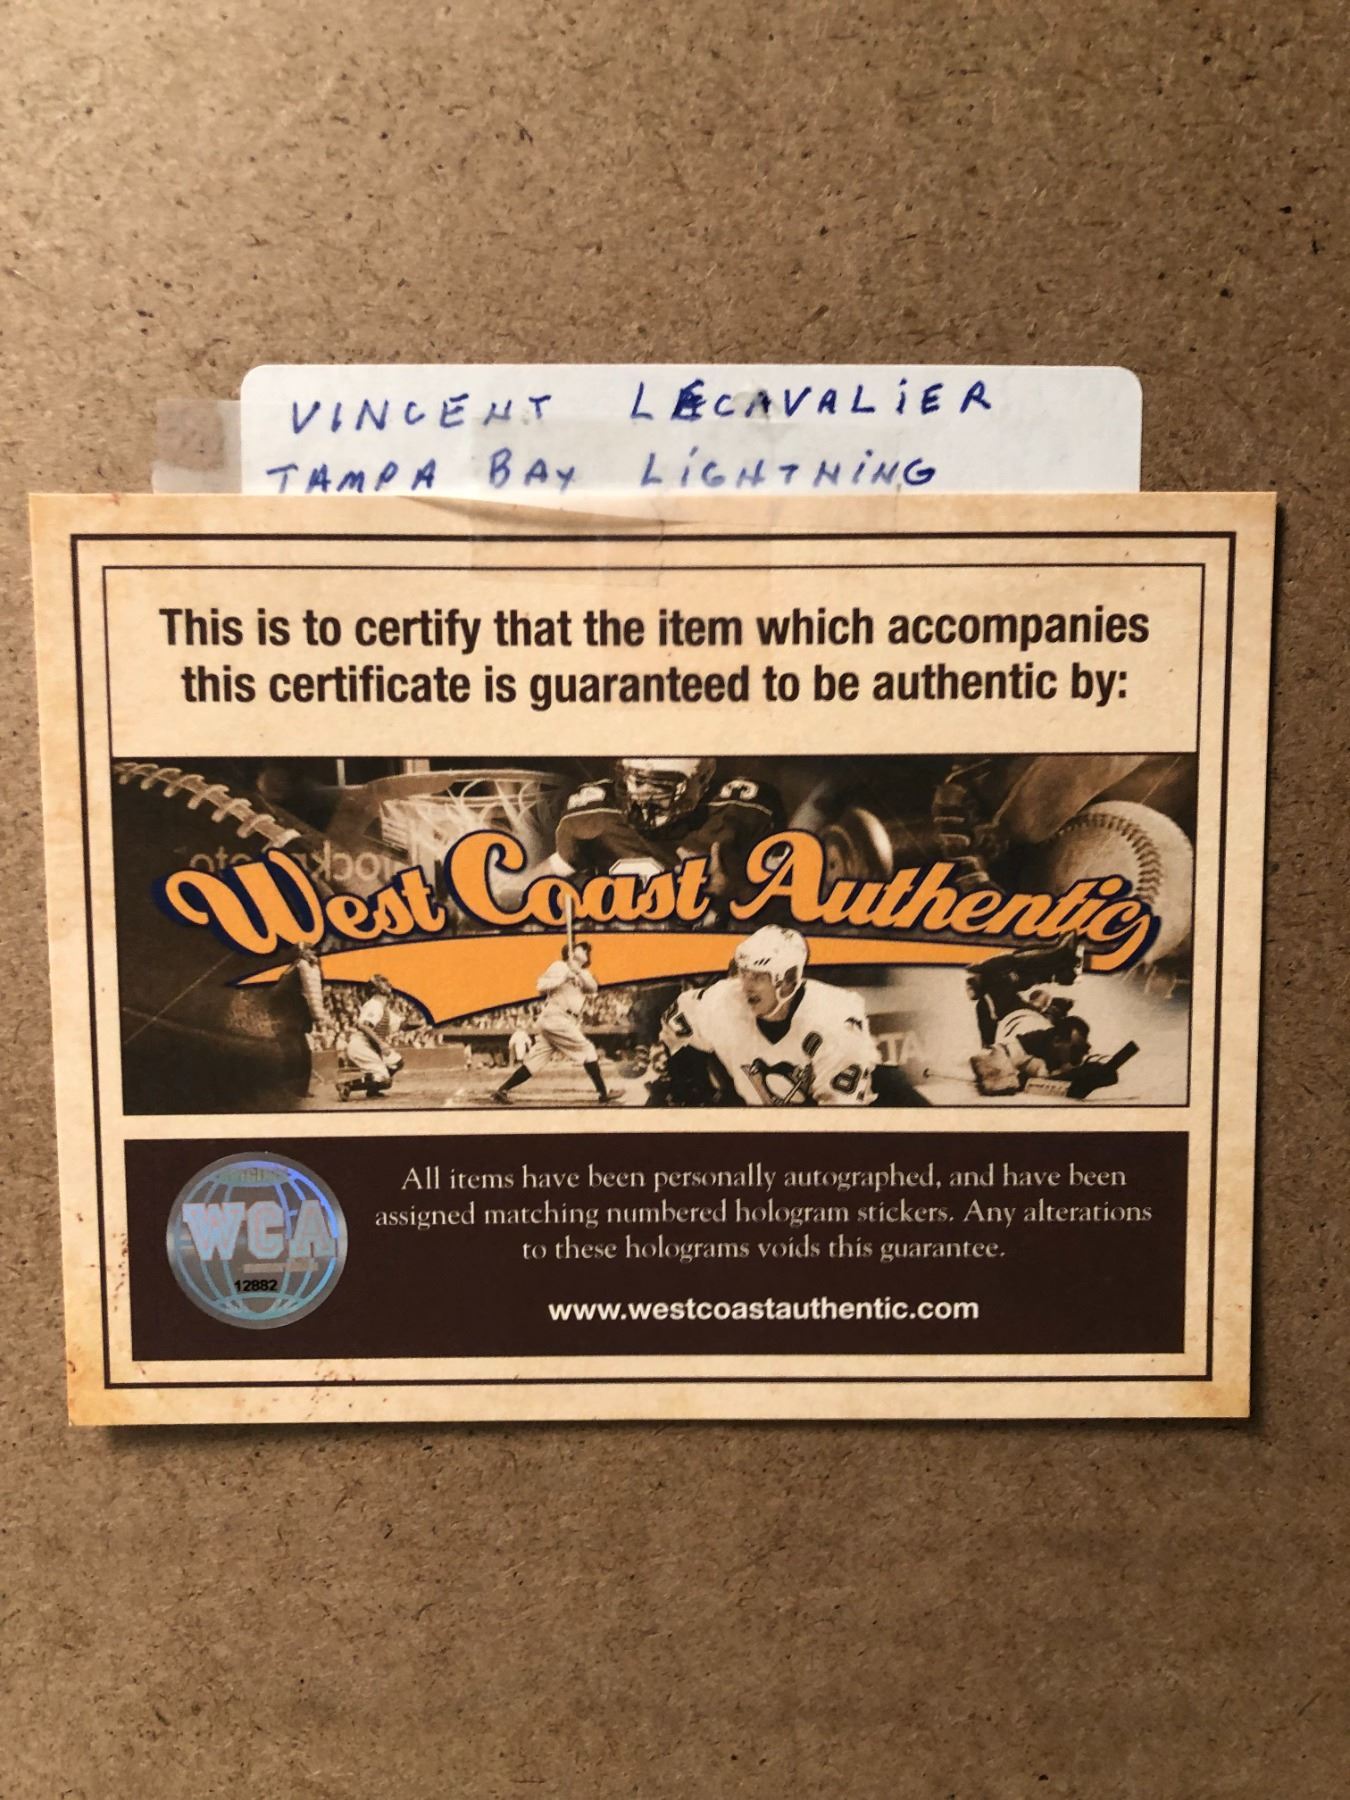 VINCENT LECAVALIER
TAMPA BAY LIGHTNING
This is to certify that the item which accompanies
this certificate is guaranteed to be authentic by:
West Coast Authentic
All items have been personally autographed, and have been
assigned matching numbered hologram stickers. Any alterations
to these holograms voids this guarantee.
WCA
12882
www.westcoastauthentic.com